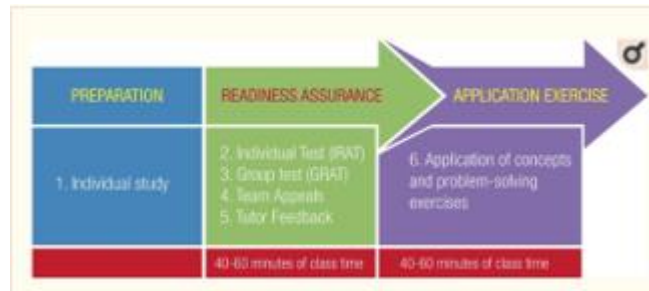 PREPARATION
READINESS ASSURANCE
APPLICATION EXERCISE
1. Individual study
2. Individual Test (IRAT)
3. Group test (GRAT)
4. Team Appeals
5. Tutor Feedback
6. Application of concepts
and problem-solving
exercises
40-60 minutes of class time
40-60 minutes of class time